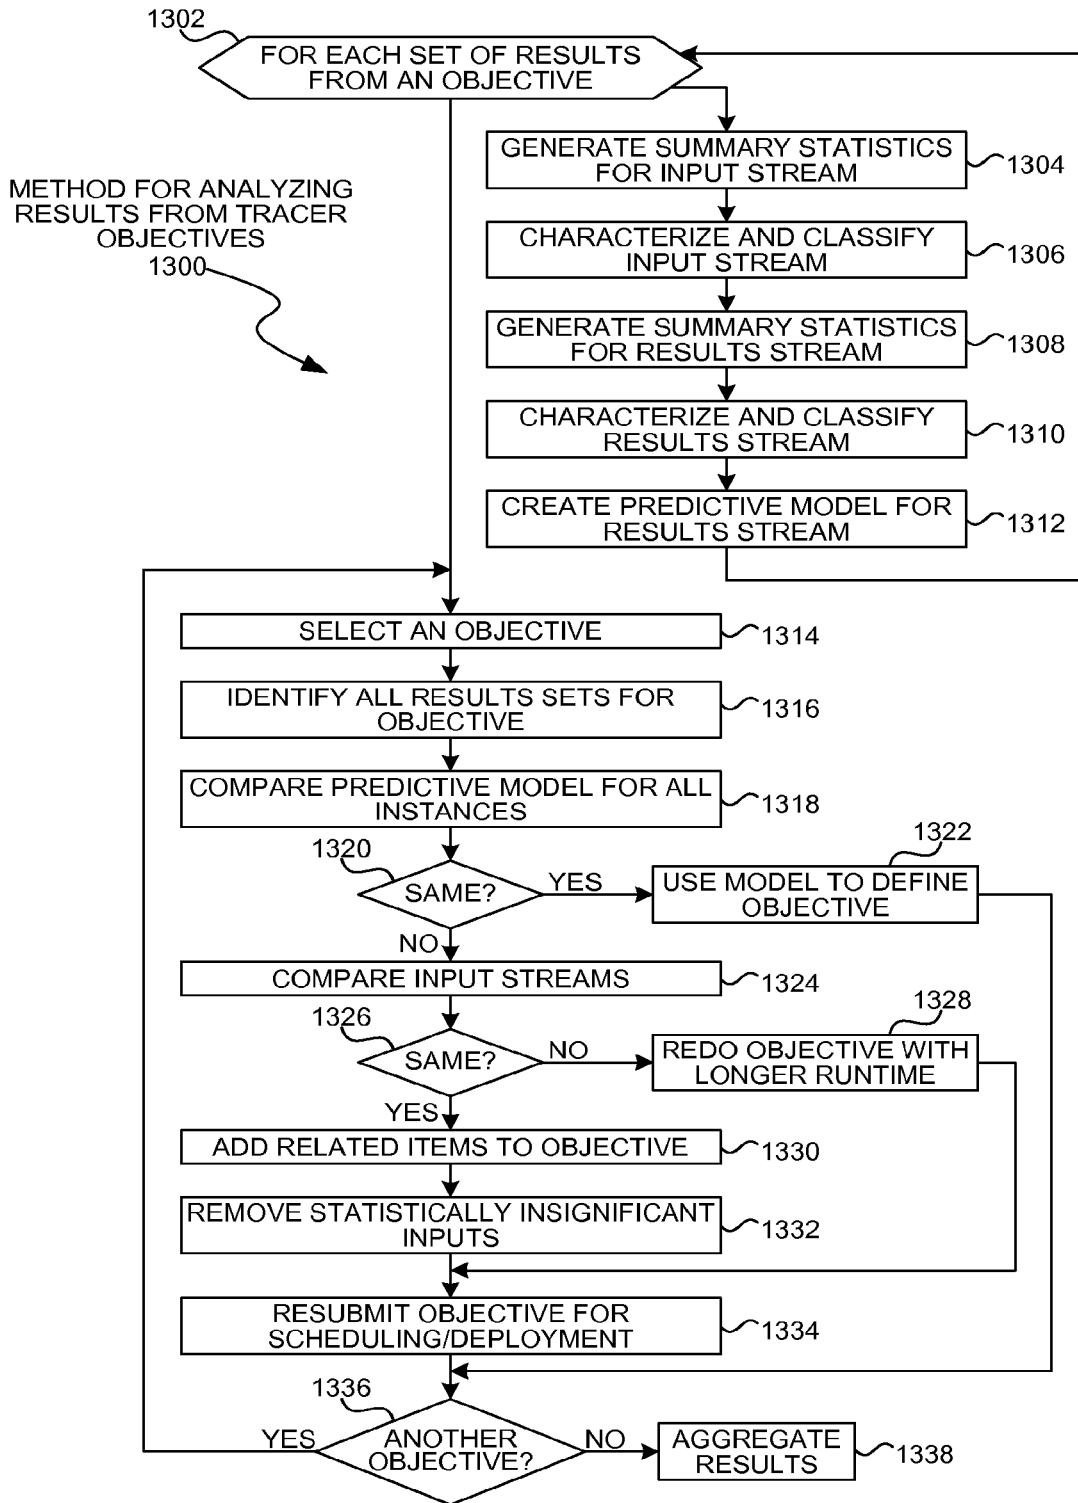 1302
FOR EACH SET OF RESULTS
FROM AN OBJECTIVE
GENERATE SUMMARY STATISTICS
FOR INPUT STREAM
1304
METHOD FOR ANALYZING
RESULTS FROM TRACER
OBJECTIVES
1300
CHARACTERIZE AND CLASSIFY
INPUT STREAM
1306
GENERATE SUMMARY STATISTICS
FOR RESULTS STREAM
1308
CHARACTERIZE AND CLASSIFY
RESULTS STREAM
1310
CREATE PREDICTIVE MODEL FOR
RESULTS STREAM
1312
SELECT AN OBJECTIVE
1314
IDENTIFY ALL RESULTS SETS FOR
OBJECTIVE
1316
COMPARE PREDICTIVE MODEL FOR ALL
INSTANCES
1318
1320
SAME?
YES
1322
USE MODEL TO DEFINE
OBJECTIVE
NO
COMPARE INPUT STREAMS
1324
1326
SAME?
NO
1328
REDO OBJECTIVE WITH
LONGER RUNTIME
YES
ADD RELATED ITEMS TO OBJECTIVE
1330
REMOVE STATISTICALLY INSIGNIFICANT
INPUTS
1332
RESUBMIT OBJECTIVE FOR
SCHEDULING/DEPLOYMENT
1334
1336
YES
ANOTHER
OBJECTIVE?
NO
AGGREGATE
RESULTS
1338